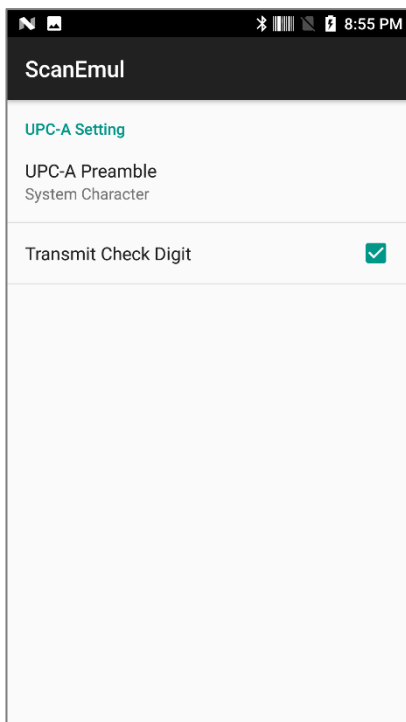 8:55 PM
ScanEmul
UPC-A Setting
UPC-A Preamble
System Character
Transmit Check Digit